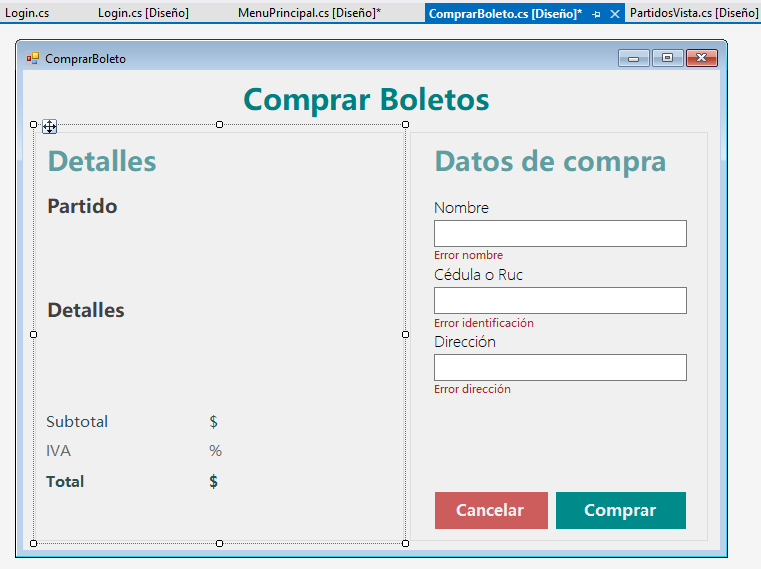 Login.cs
Login.cs [Diseño]
MenuPrincipal.cs [Diseño]*
ComprarBoleto.cs [Diseño]*
PartidosVista.cs [Diseño]
ComprarBoleto
Comprar Boletos
Detalles
Partido
Detalles
Subtotal $
IVA %
Total $
Datos de compra
Nombre
Error nombre
Cédula o Ruc
Error identificación
Dirección
Error dirección
Cancelar
Comprar